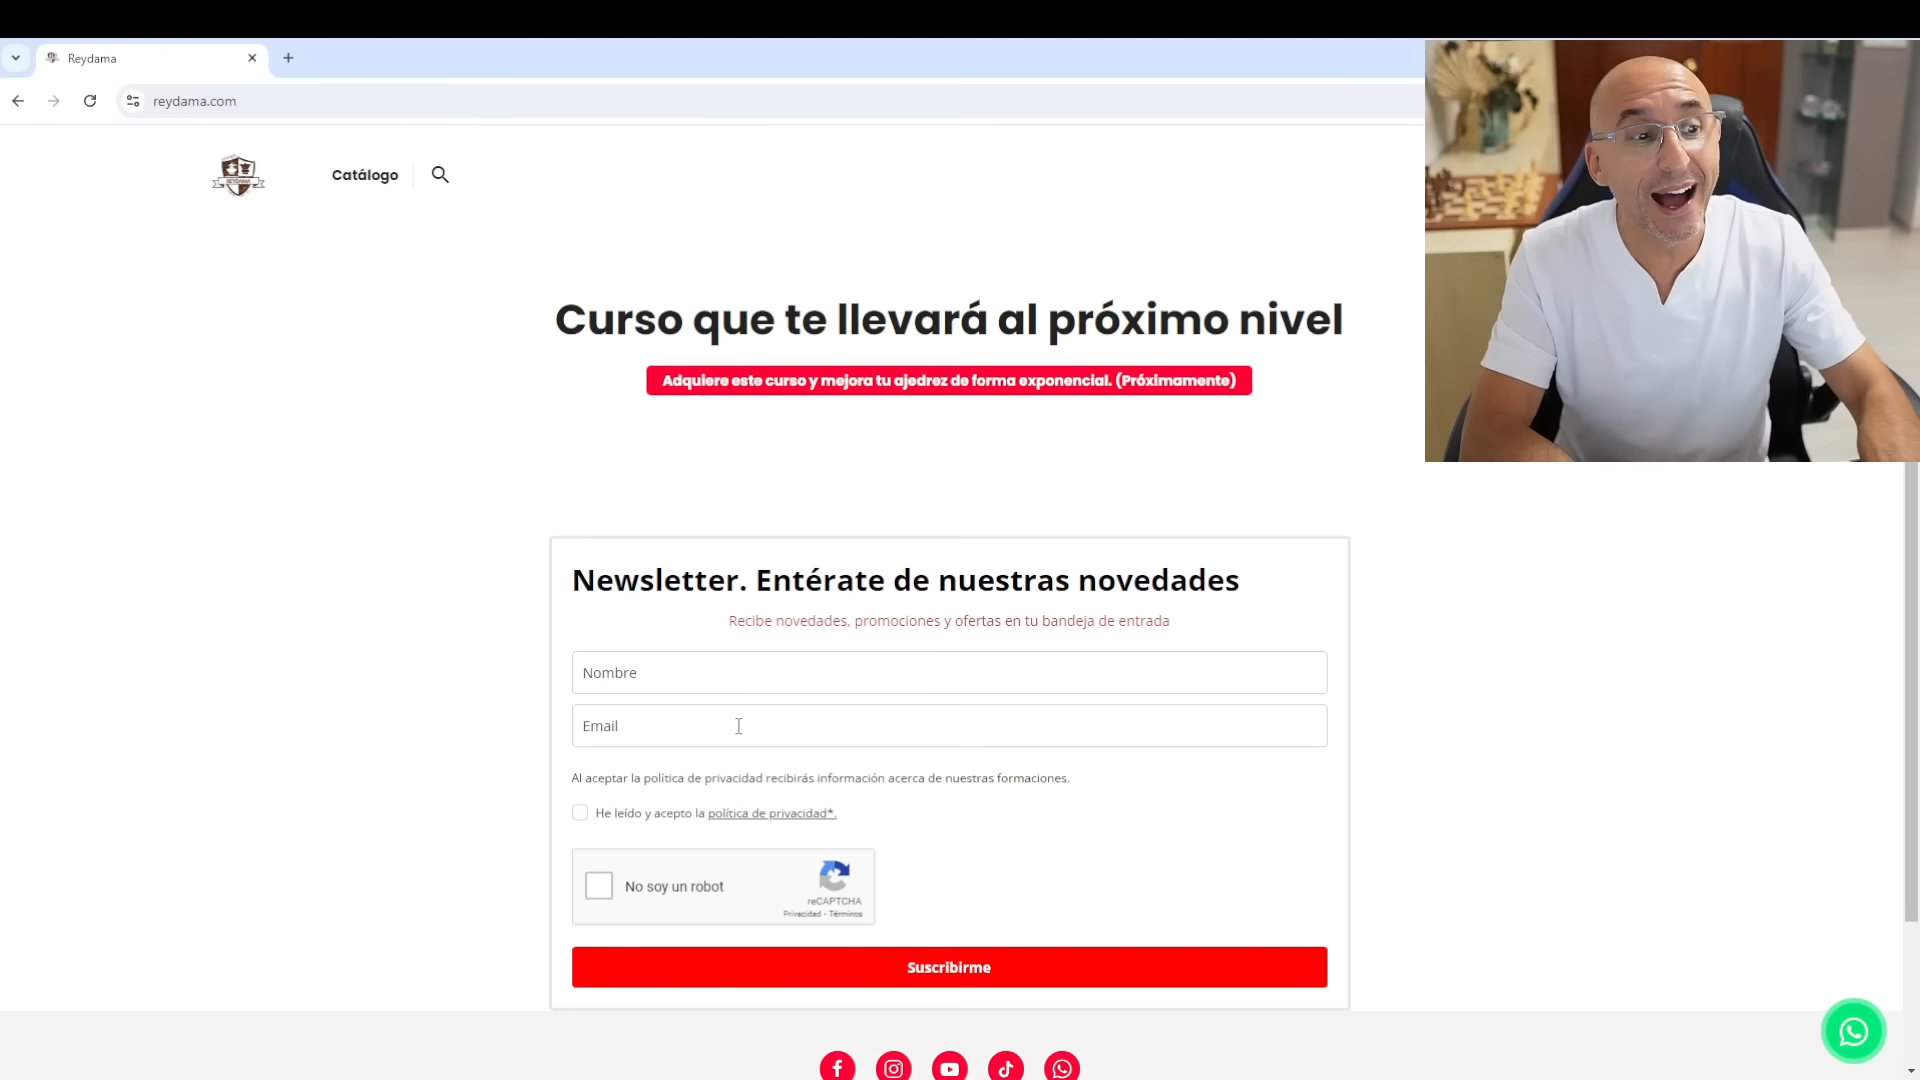 Reydama
reydama.com
Catálogo
Curso que te llevará al próximo nivel
Adquiere este curso y mejora tu ajedrez de forma exponencial. (Próximamente)
Newsletter. Entérate de nuestras novedades
Recibe novedades, promociones y ofertas en tu bandeja de entrada
Nombre
Email
Al aceptar la política de privacidad recibirás información acerca de nuestras formaciones.
He leído y acepto la política de privacidad*.
No soy un robot
reCAPTCHA
Privacidad - Términos
Suscribirme